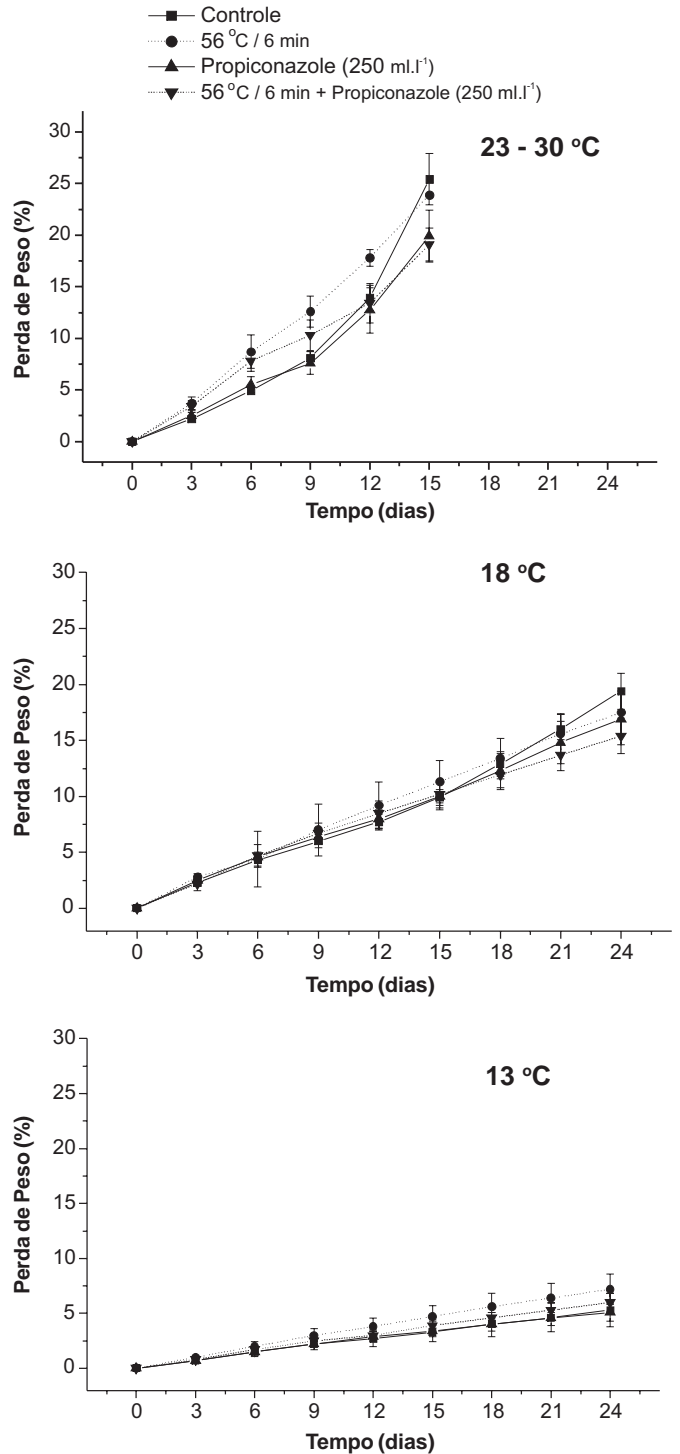 Controle
56 °C / 6 min
Propiconazole (250 ml.l⁻¹)
56 °C / 6 min + Propiconazole (250 ml.l⁻¹)
23 - 30 °C
Perda de Peso (%)
30
25
20
15
10
5
0
0 3 6 9 12 15 18 21 24
Tempo (dias)
18 °C
Perda de Peso (%)
30
25
20
15
10
5
0
0 3 6 9 12 15 18 21 24
Tempo (dias)
13 °C
Perda de Peso (%)
30
25
20
15
10
5
0
0 3 6 9 12 15 18 21 24
Tempo (dias)